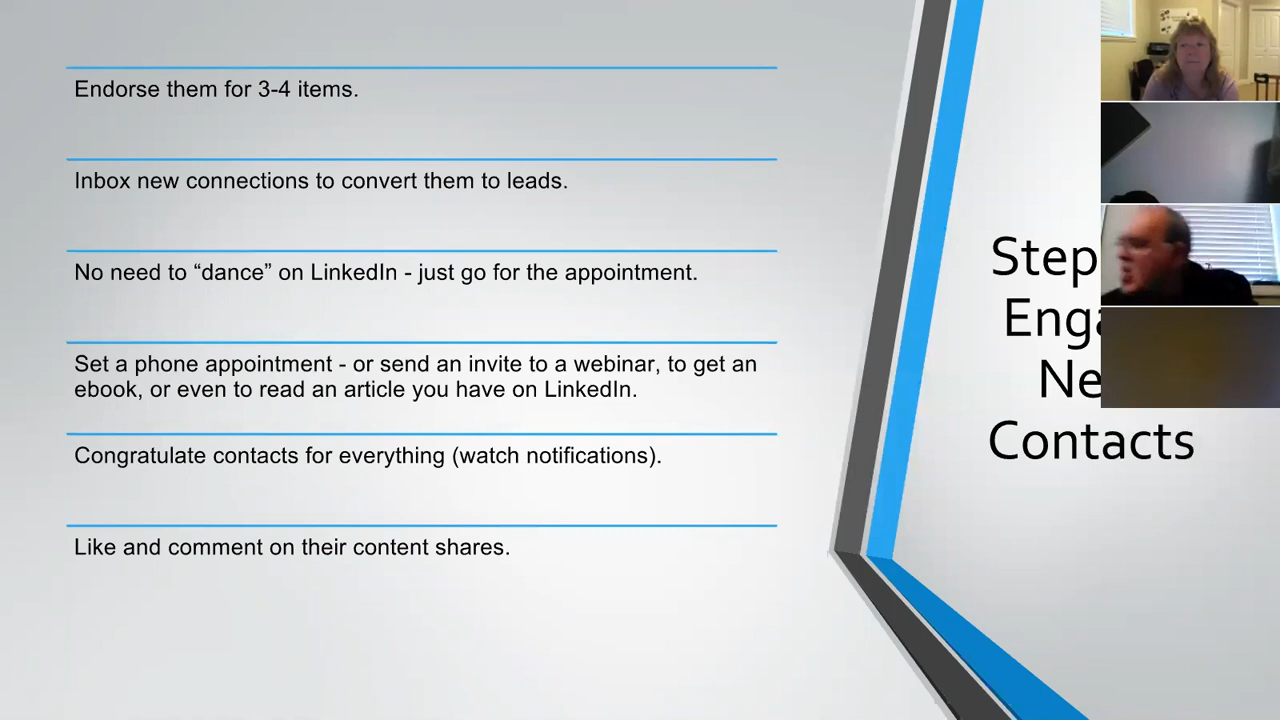 Endorse them for 3-4 items.
Inbox new connections to convert them to leads.
No need to “dance” on LinkedIn - just go for the appointment.
Set a phone appointment - or send an invite to a webinar, to get an
ebook, or even to read an article you have on LinkedIn.
Congratulate contacts for everything (watch notifications).
Like and comment on their content shares.
Step
Contacts